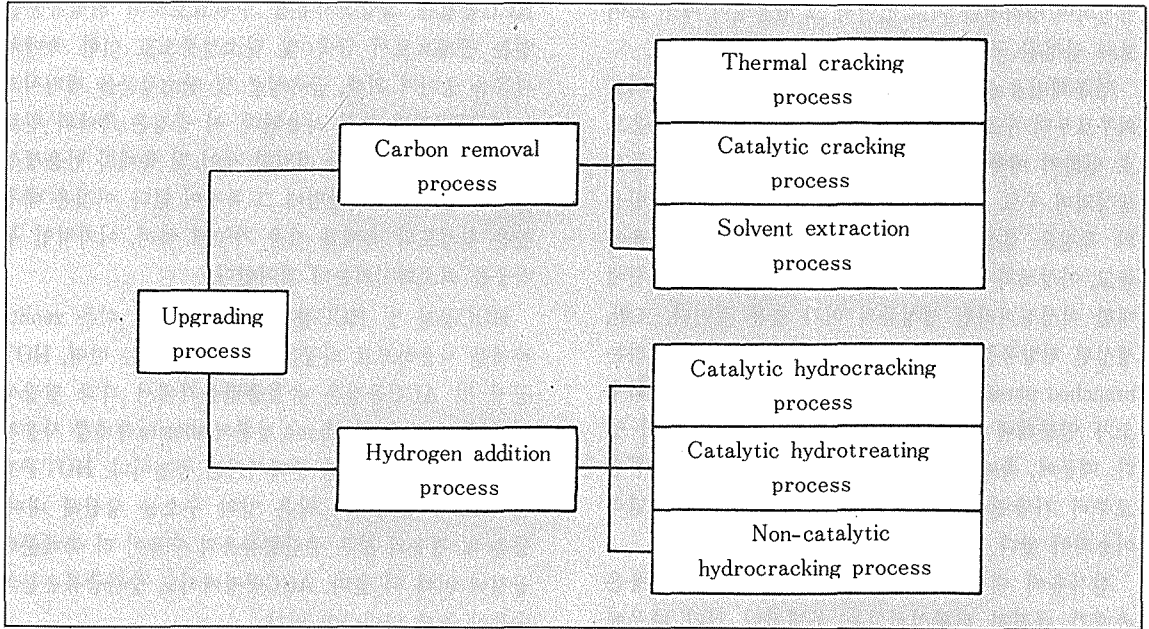 Thermal cracking
process
Carbon removal
process
Catalytic cracking
process
Solvent extraction
process
Upgrading
process
Catalytic hydrocracking
process
Hydrogen addition
process
Catalytic hydrotreating
process
Non-catalytic
hydrocracking process